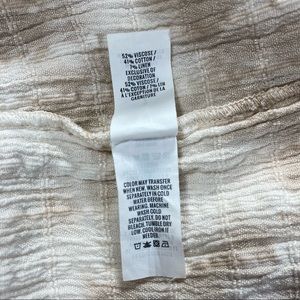 52% VISCOSE /
41% COTTON /
7% LINEN
EXCLUSIVE OF
DECORATION
52% VISCOSE /
41% COTON / 7% LIN
À L'EXCEPTION DE LA
GARNITURE
COLOR MAY TRANSFER
WHEN NEW. WASH ONCE
SEPARATELY IN COLD
WATER BEFORE
WEARING. MACHINE
WASH COLD
SEPARATELY. DO NOT
BLEACH. TUMBLE DRY
LOW. COOL IRON IF
NEEDED.